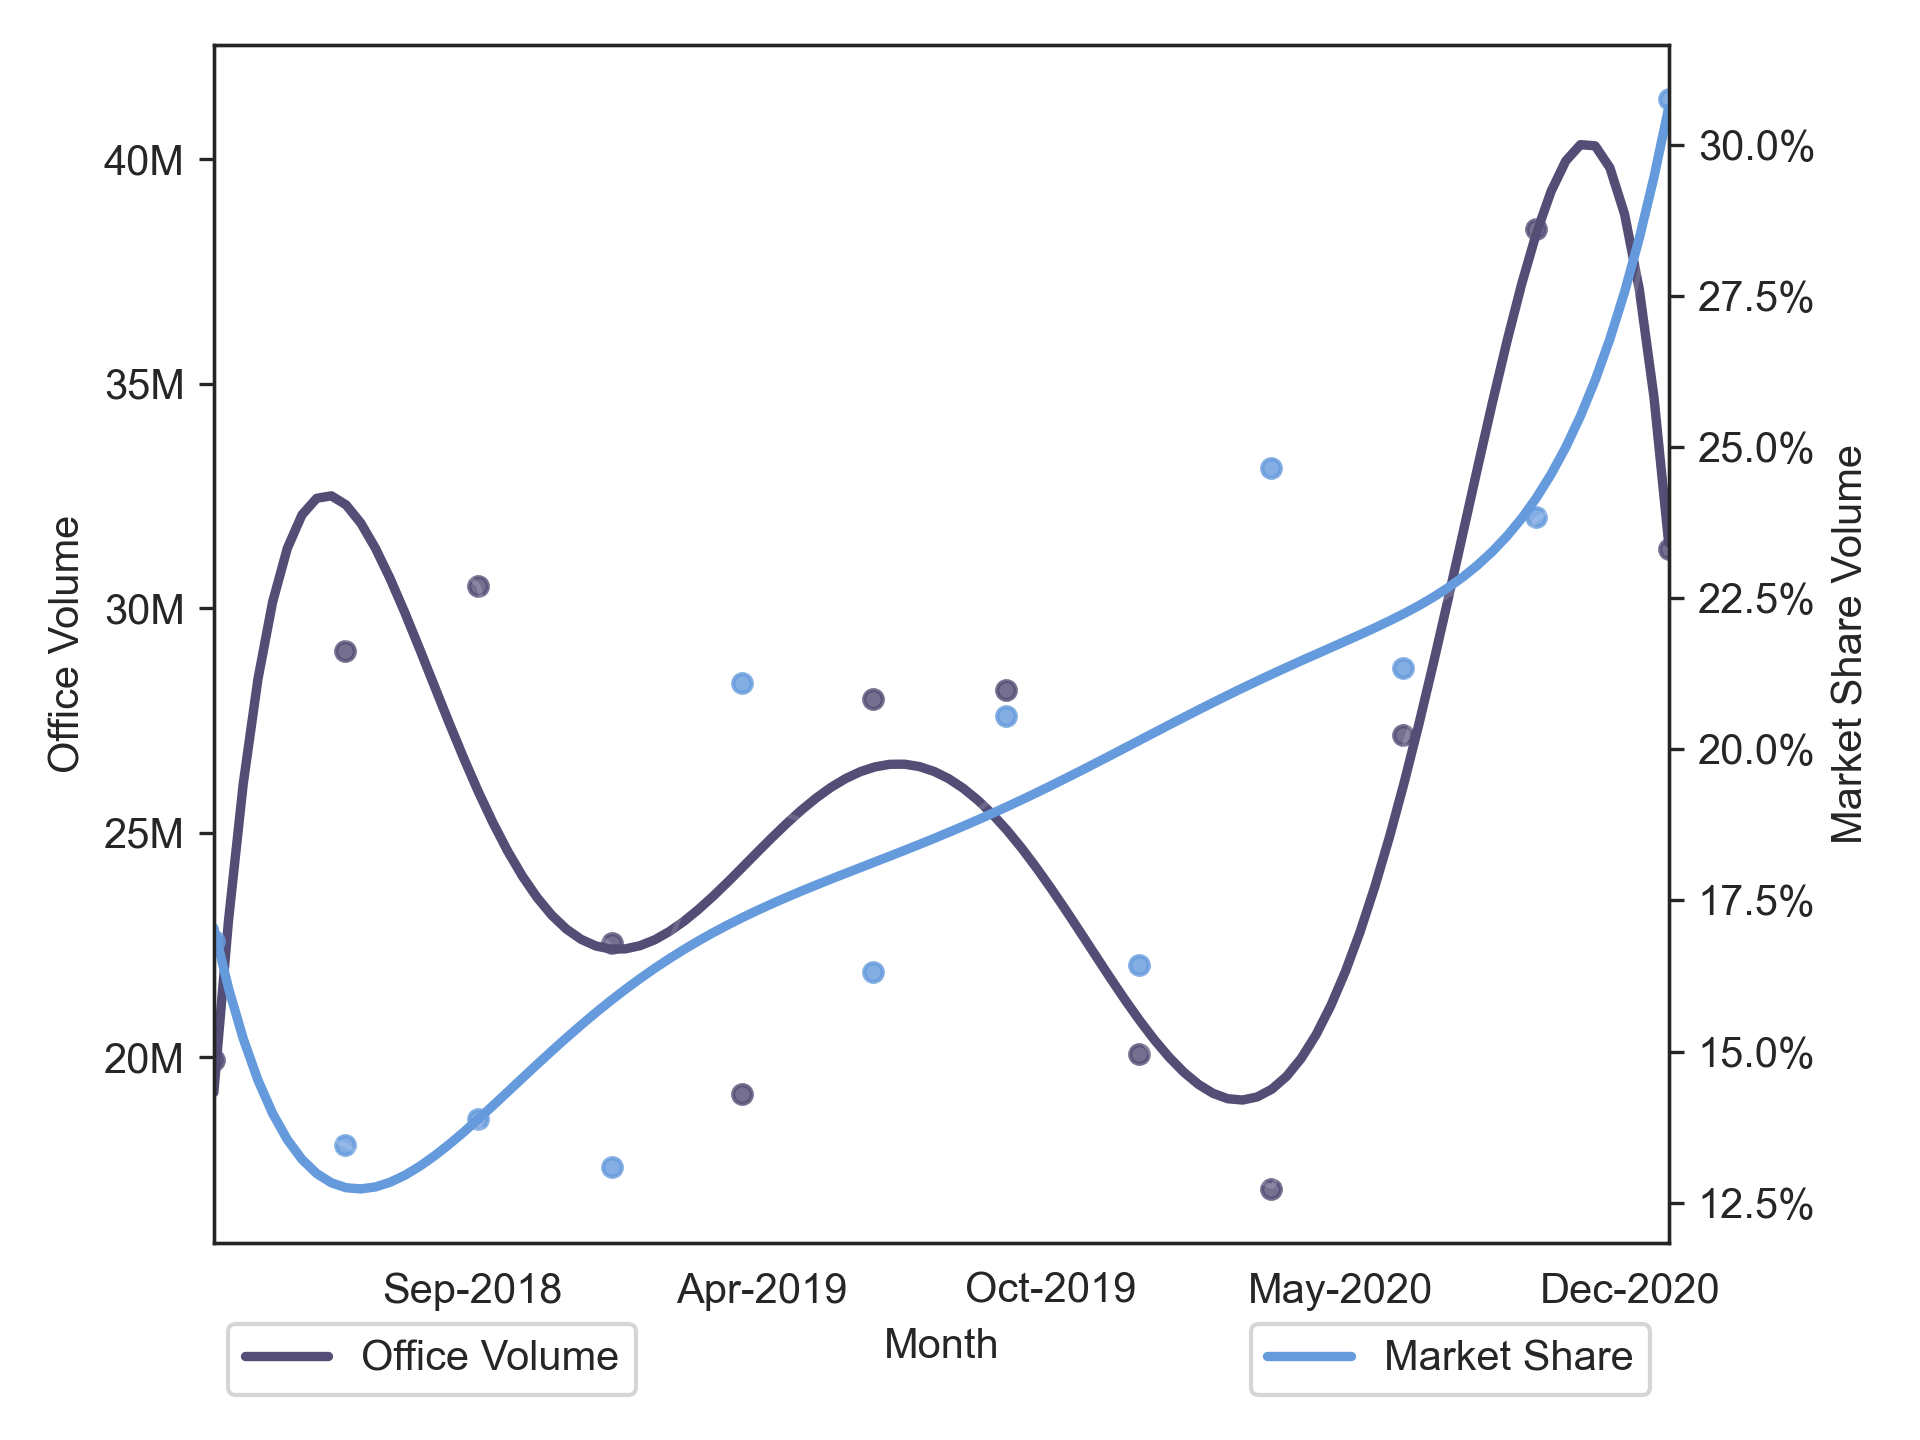 40M
35M
30M
25M
20M
Office Volume
30.0%
27.5%
25.0%
22.5%
20.0%
17.5%
15.0%
12.5%
Market Share Volume
Sep-2018
Apr-2019
Oct-2019
May-2020
Dec-2020
Month
Office Volume
Market Share